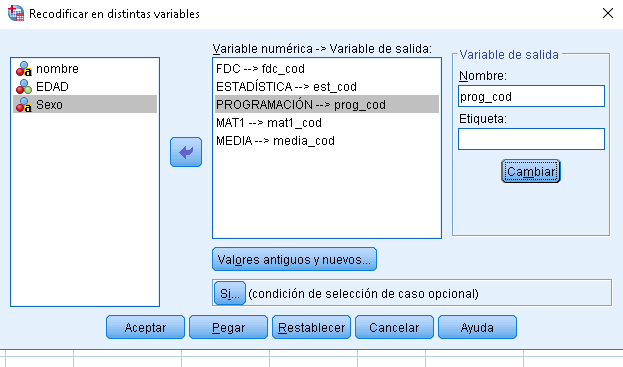 Recodificar en distintas variables
Variable numérica -> Variable de salida:
nombre
EDAD
Sexo
FDC --> fdc_cod
ESTADÍSTICA --> est_cod
PROGRAMACIÓN --> prog_cod
MAT1 --> mat1_cod
MEDIA --> media_cod
Variable de salida
Nombre:
prog_cod
Etiqueta:
Cambiar
Valores antiguos y nuevos...
Si... (condición de selección de caso opcional)
Aceptar Pegar Restablecer Cancelar Ayuda